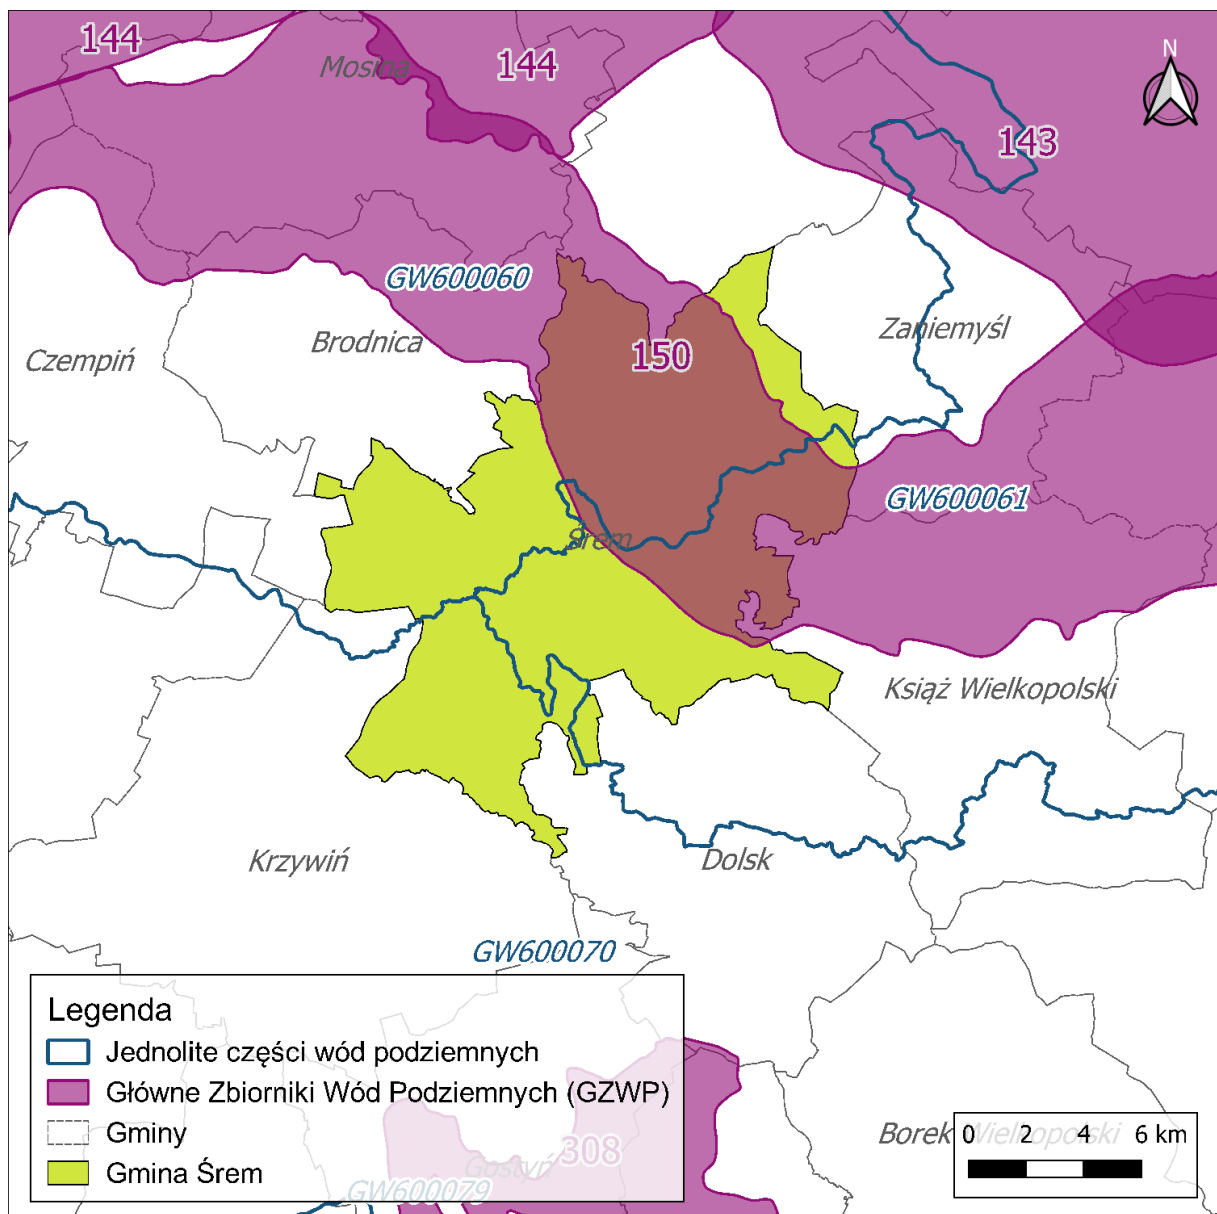 144
Mosina
144
N
143
GW600060
Brodnica
Zaniemyśl
Czempiń
150
GW600061
Śrem
Książ Wielkopolski
Krzywiń
Dolsk
GW600070
Legenda
Jednolite części wód podziemnych
Główne Zbiorniki Wód Podziemnych (GZWP)
Gminy
Gmina Śrem
Borek Wielkopolski
0 2 4 6 km
308
Gostyń
GW600079